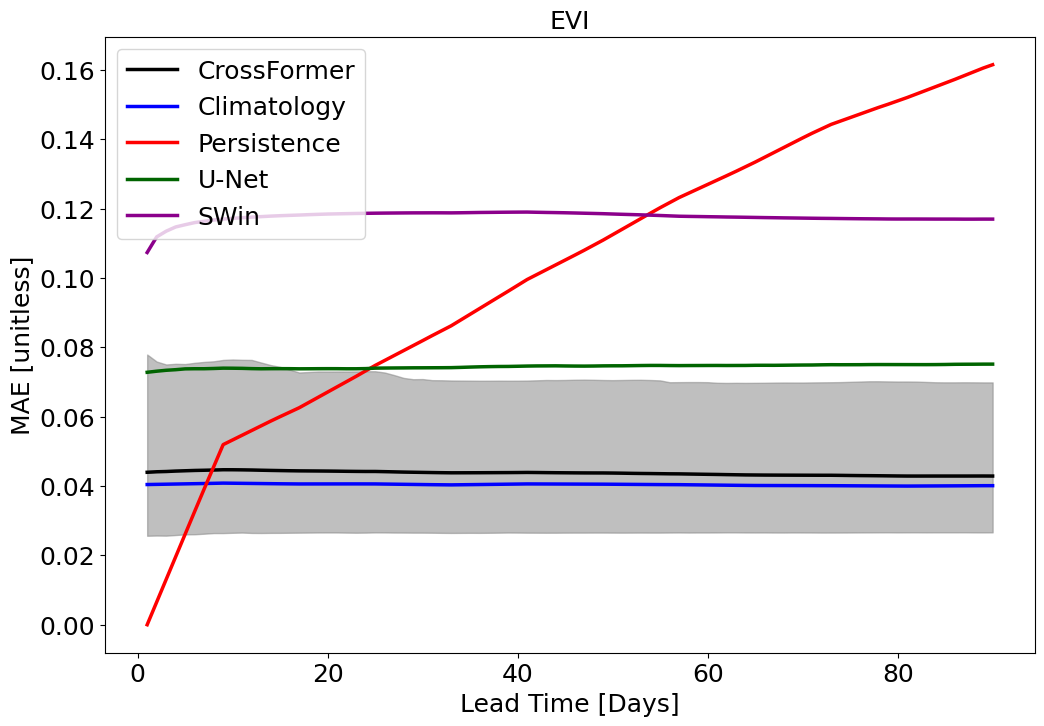 EVI
CrossFormer
Climatology
Persistence
U-Net
SWin
MAE [unitless]
0.16
0.14
0.12
0.10
0.08
0.06
0.04
0.02
0.00
0 20 40 60 80
Lead Time [Days]